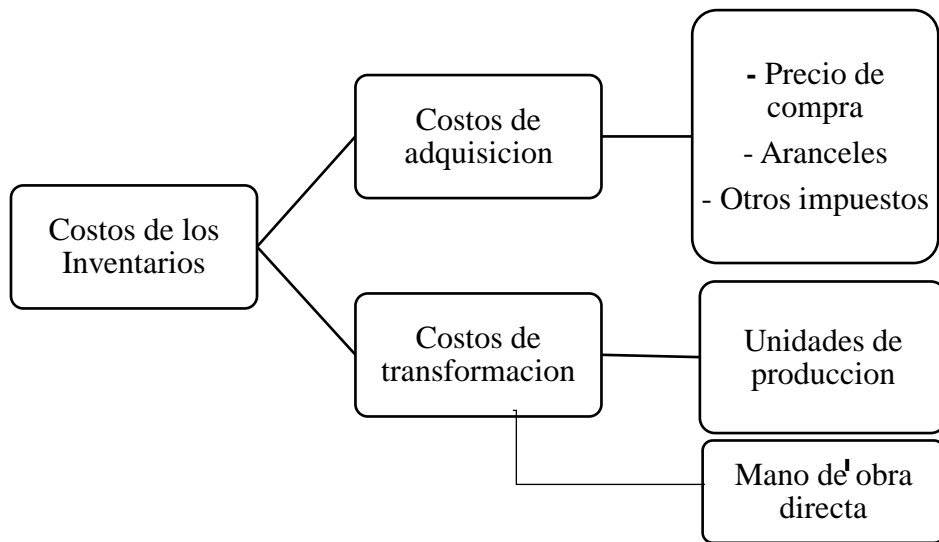 Costos de los
Inventarios
Costos de
adquisicion
- Precio de
compra
- Aranceles
- Otros impuestos
Costos de
transformacion
Unidades de
produccion
Mano de obra
directa